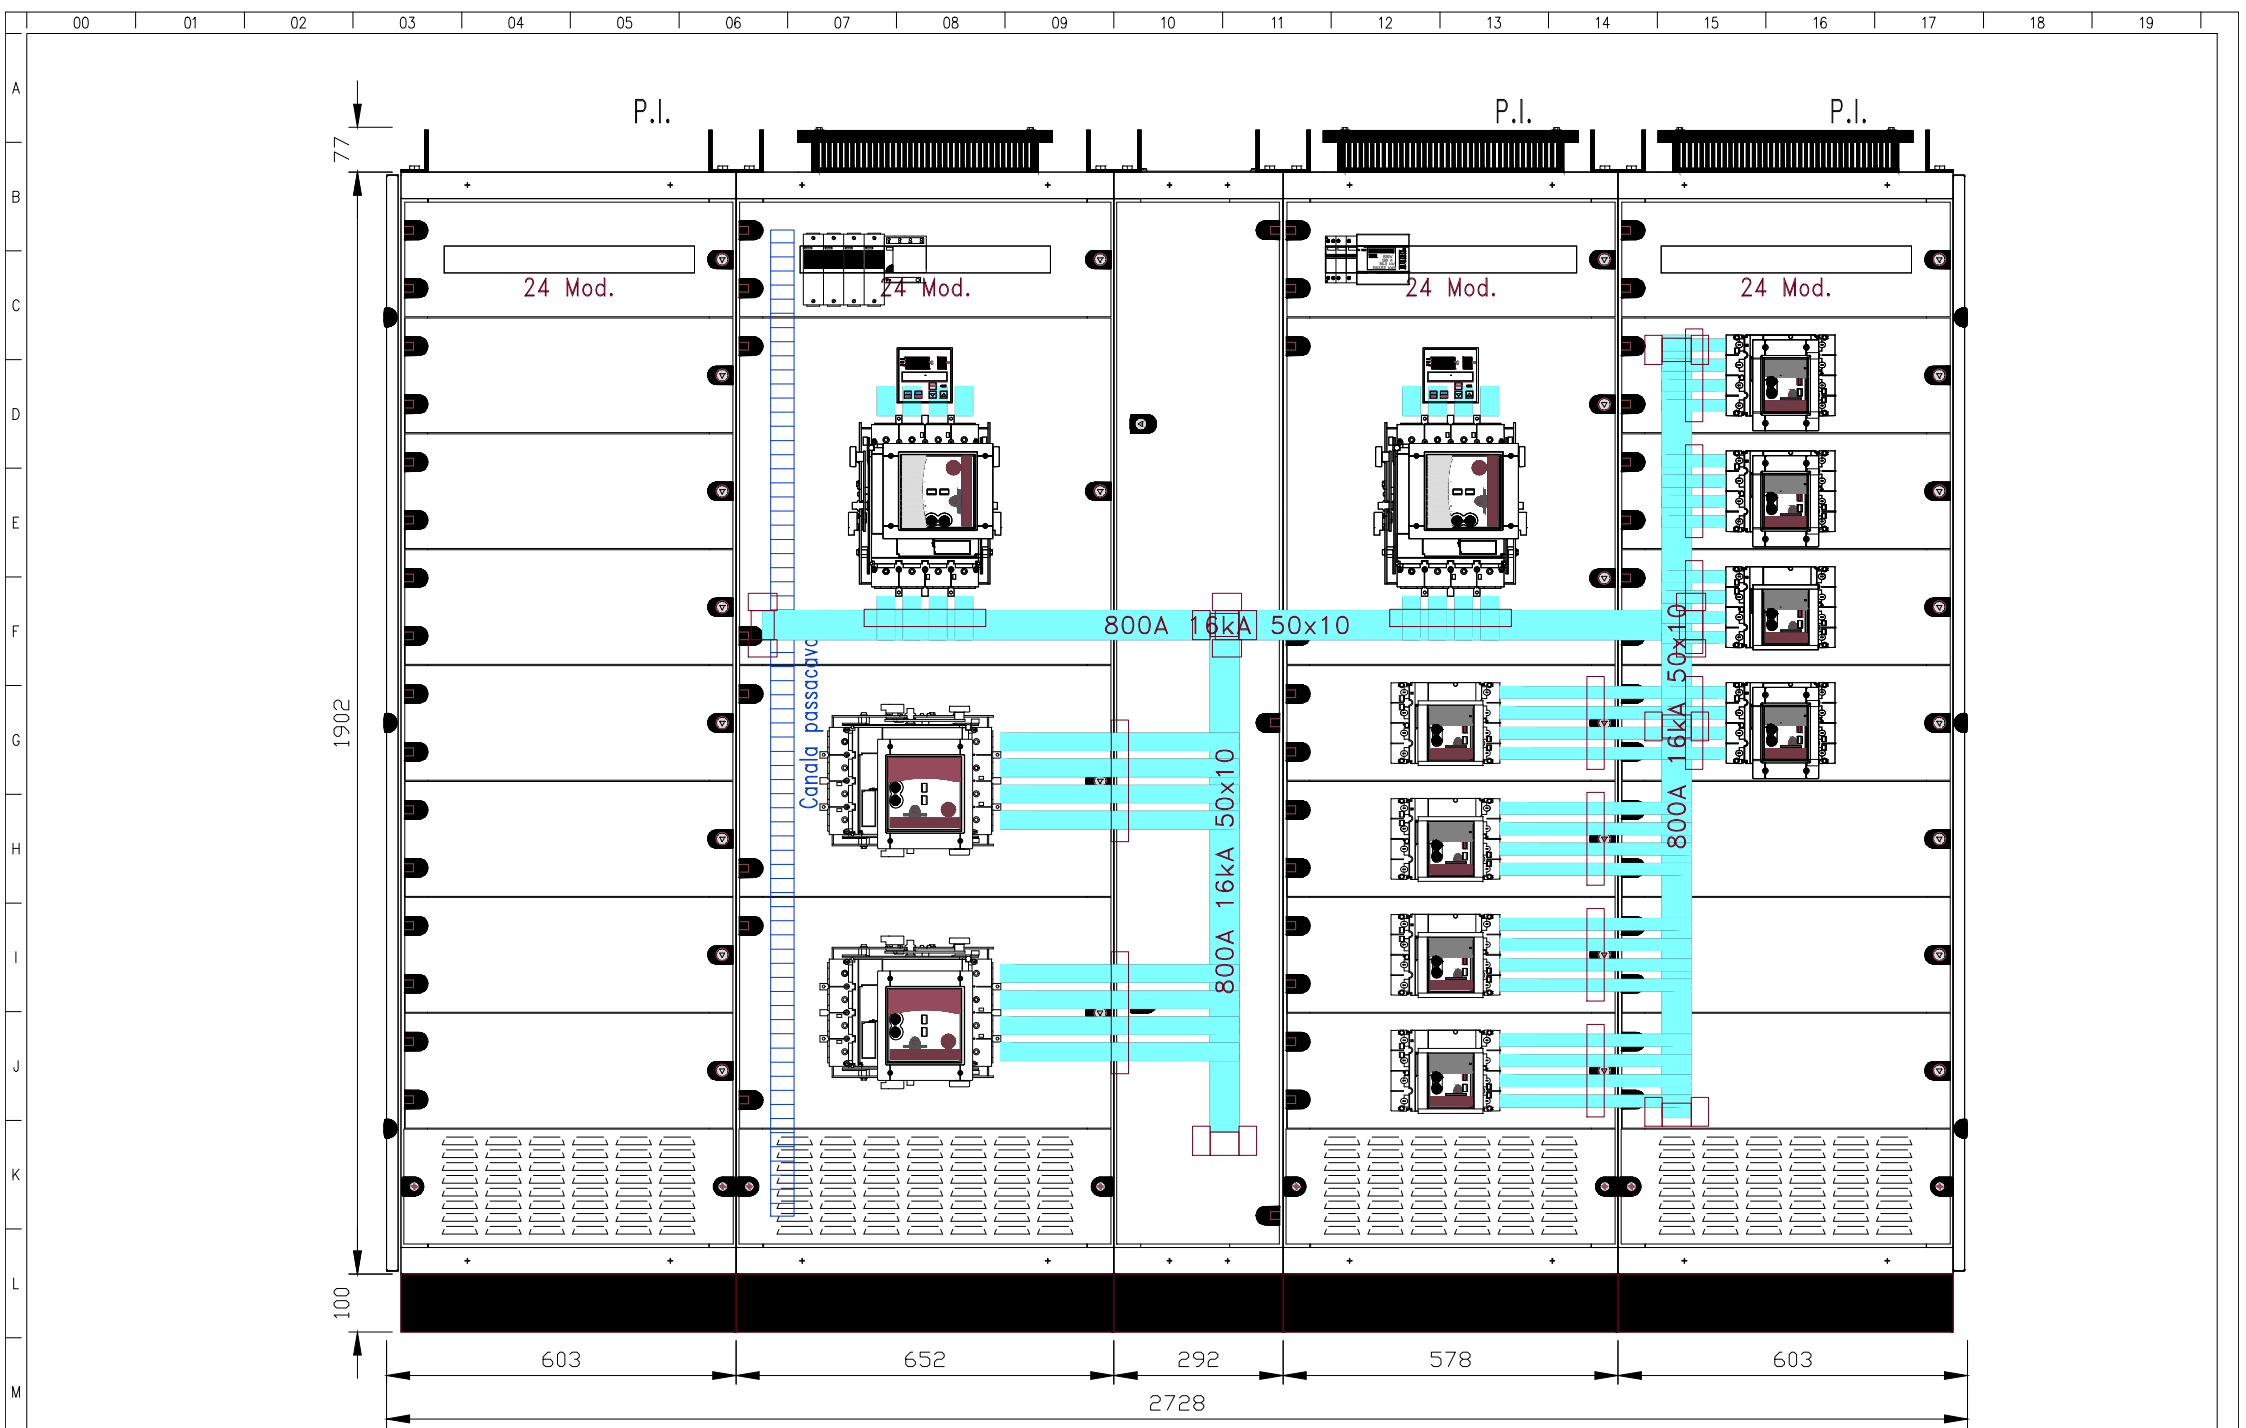 00 01 02 03 04 05 06 07 08 09 10 11 12 13 14 15 16 17 18 19
A
B
C
D
E
F
G
H
I
J
K
L
M
P.I. P.I. P.I.
77
24 Mod. 24 Mod. 24 Mod. 24 Mod.
1902
800A 16kA 50x10
Canala passacavo
800A 16kA 50x10
800A 16kA 50x10
100
603 652 292 578 603
2728